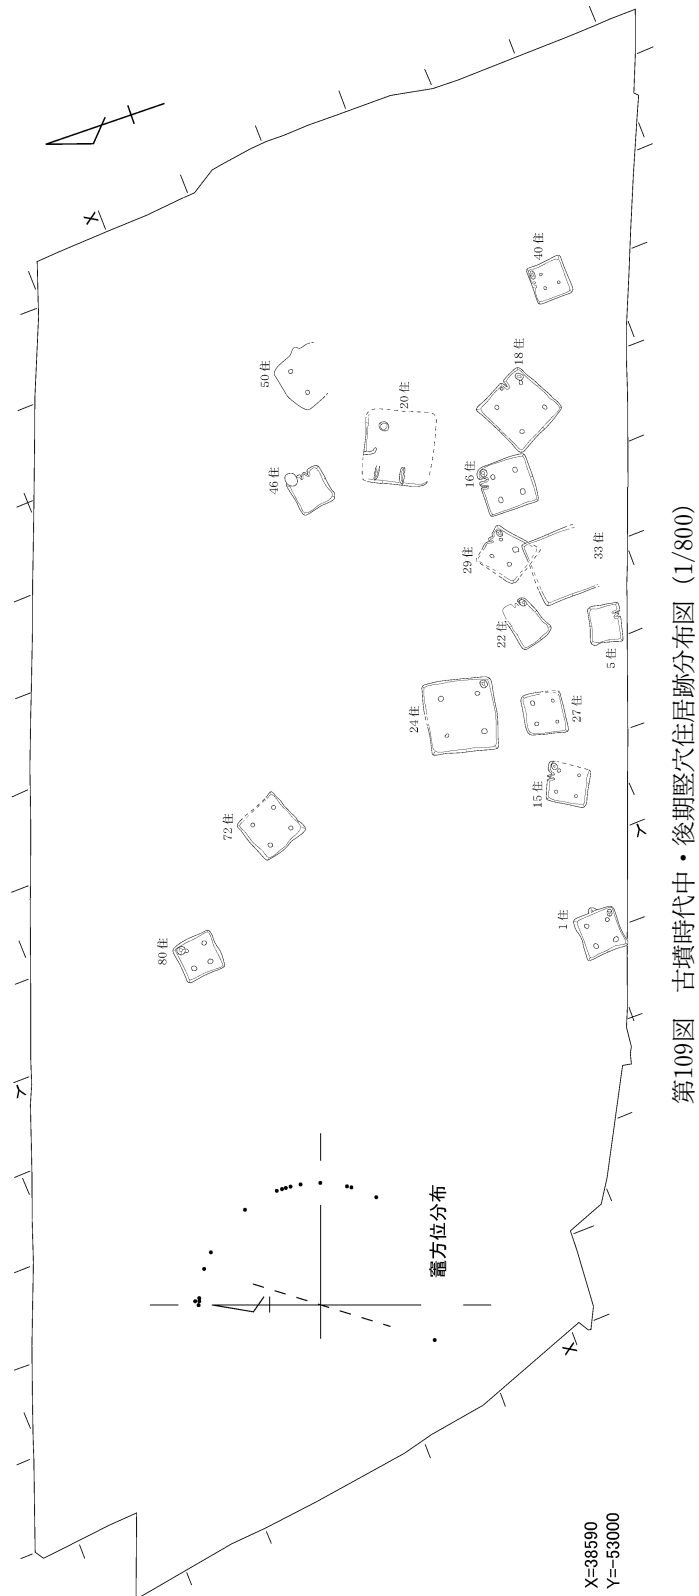 X
40住
50住
18住
20住
46住
16住
29住
33住
22住
5住
24住
27住
15住
72住
Y
80住
1住
Y
竈方位分布
X
X=38590
Y=-53000
第109図　古墳時代中・後期竪穴住居跡分布図（1/800）